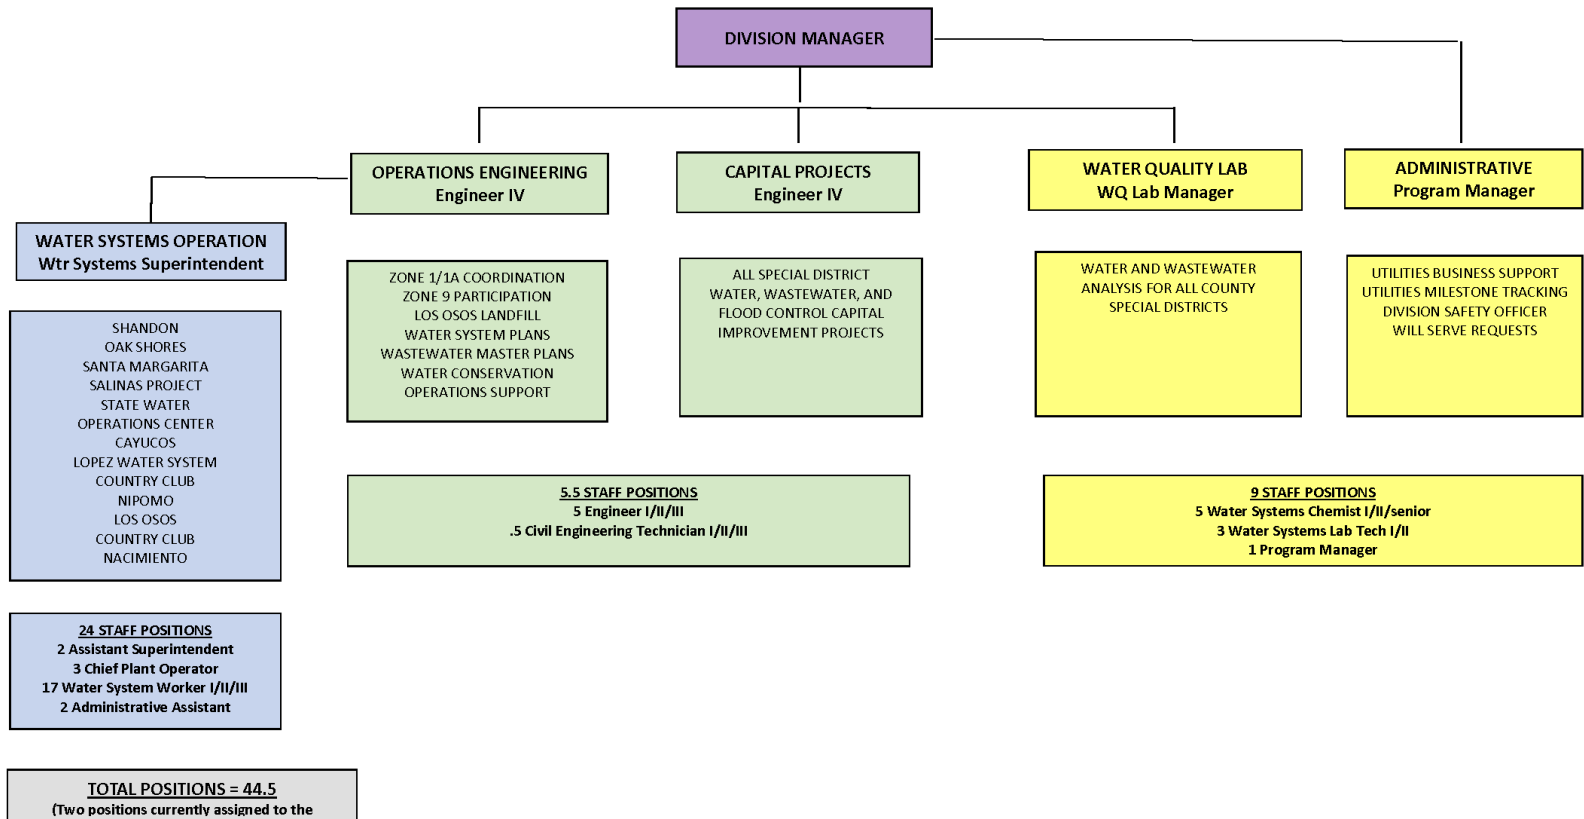 DIVISION MANAGER
OPERATIONS ENGINEERING
Engineer IV
CAPITAL PROJECTS
Engineer IV
WATER QUALITY LAB
WQ Lab Manager
ADMINISTRATIVE
Program Manager
WATER SYSTEMS OPERATION
Wtr Systems Superintendent
ZONE 1/1A COORDINATION
ZONE 9 PARTICIPATION
LOS OSOS LANDFILL
WATER SYSTEM PLANS
WASTEWATER MASTER PLANS
WATER CONSERVATION
OPERATIONS SUPPORT
ALL SPECIAL DISTRICT
WATER, WASTEWATER, AND
FLOOD CONTROL CAPITAL
IMPROVEMENT PROJECTS
WATER AND WASTEWATER
ANALYSIS FOR ALL COUNTY
SPECIAL DISTRICTS
UTILITIES BUSINESS SUPPORT
UTILITIES MILESTONE TRACKING
DIVISION SAFETY OFFICER
WILL SERVE REQUESTS
SHANDON
OAK SHORES
SANTA MARGARITA
SALINAS PROJECT
STATE WATER
OPERATIONS CENTER
CAYUCOS
LOPEZ WATER SYSTEM
COUNTRY CLUB
NIPOMO
LOS OSOS
COUNTRY CLUB
NACIMIENTO
5.5 STAFF POSITIONS
5 Engineer I/II/III
.5 Civil Engineering Technician I/II/III
9 STAFF POSITIONS
5 Water Systems Chemist I/II/senior
3 Water Systems Lab Tech I/II
1 Program Manager
24 STAFF POSITIONS
2 Assistant Superintendent
3 Chief Plant Operator
17 Water System Worker I/II/III
2 Administrative Assistant
TOTAL POSITIONS = 44.5
(Two positions currently assigned to the